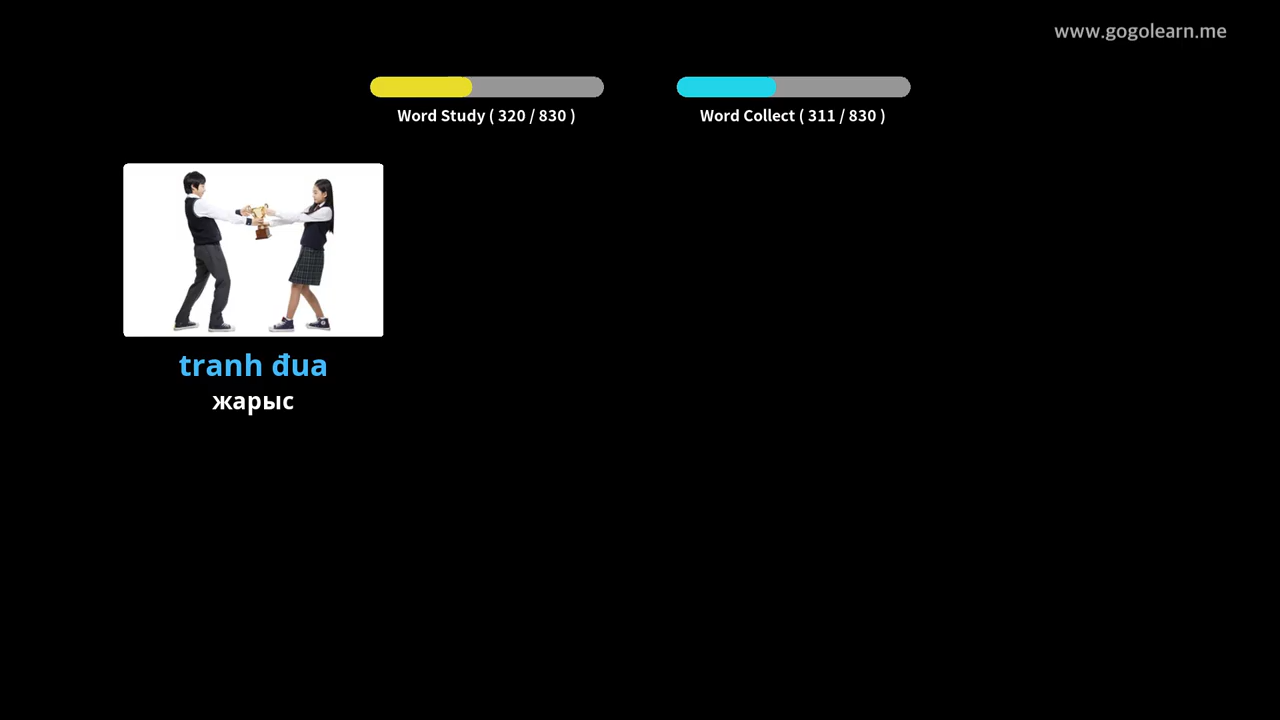 www.gogolearn.me
Word Study ( 320 / 830 )
Word Collect ( 311 / 830 )
tranh đua
жарыс